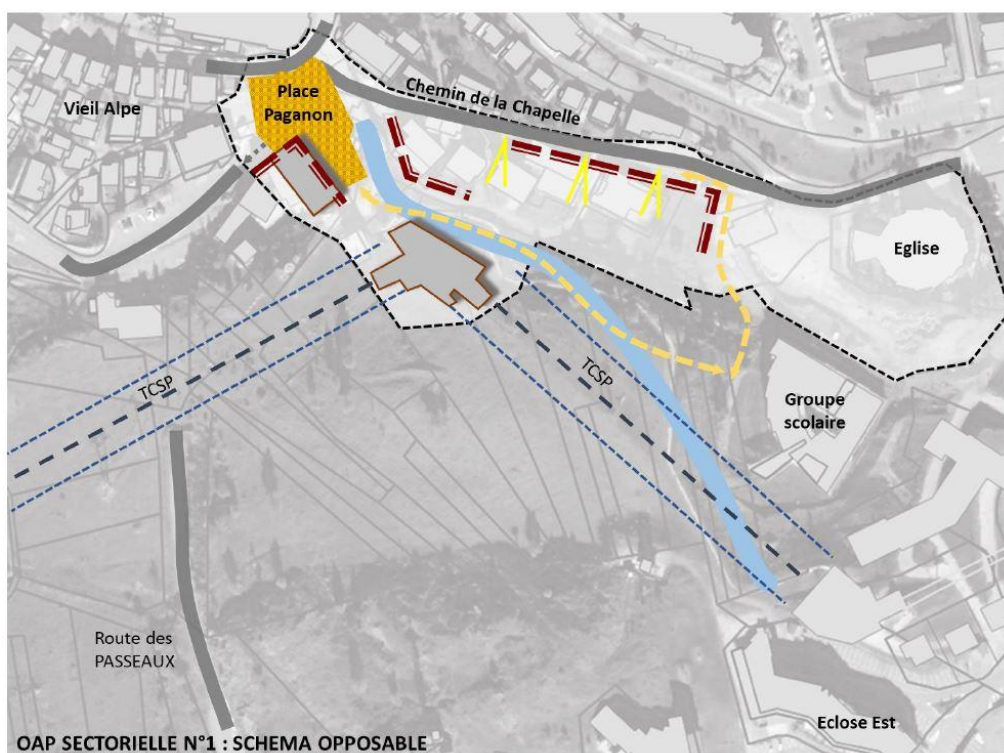 Vieil Alpe
Place
Paganon
Chemin de la Chapelle
Eglise
TCSP
TCSP
Groupe
scolaire
Route des
PASSEAUX
Eclose Est
OAP SECTORIELLE N°1 : SCHEMA OPPOSABLE